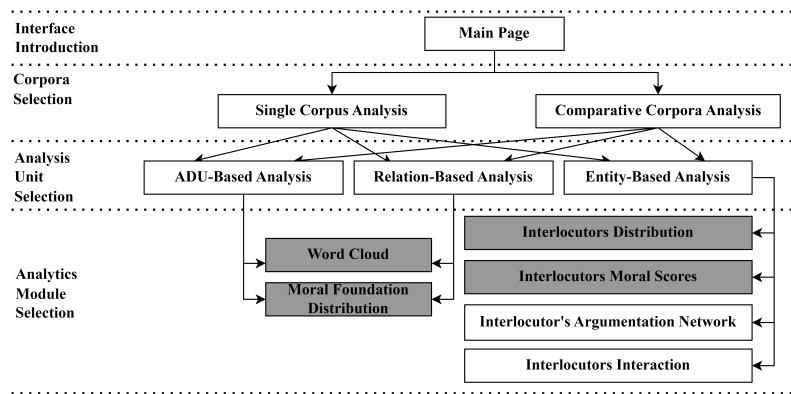 Interface
Introduction
Main Page
Corpora
Selection
Single Corpus Analysis
Comparative Corpora Analysis
Analysis
Unit
Selection
ADU-Based Analysis
Relation-Based Analysis
Entity-Based Analysis
Analytics
Module
Selection
Word Cloud
Moral Foundation
Distribution
Interlocutors Distribution
Interlocutors Moral Scores
Interlocutor's Argumentation Network
Interlocutors Interaction